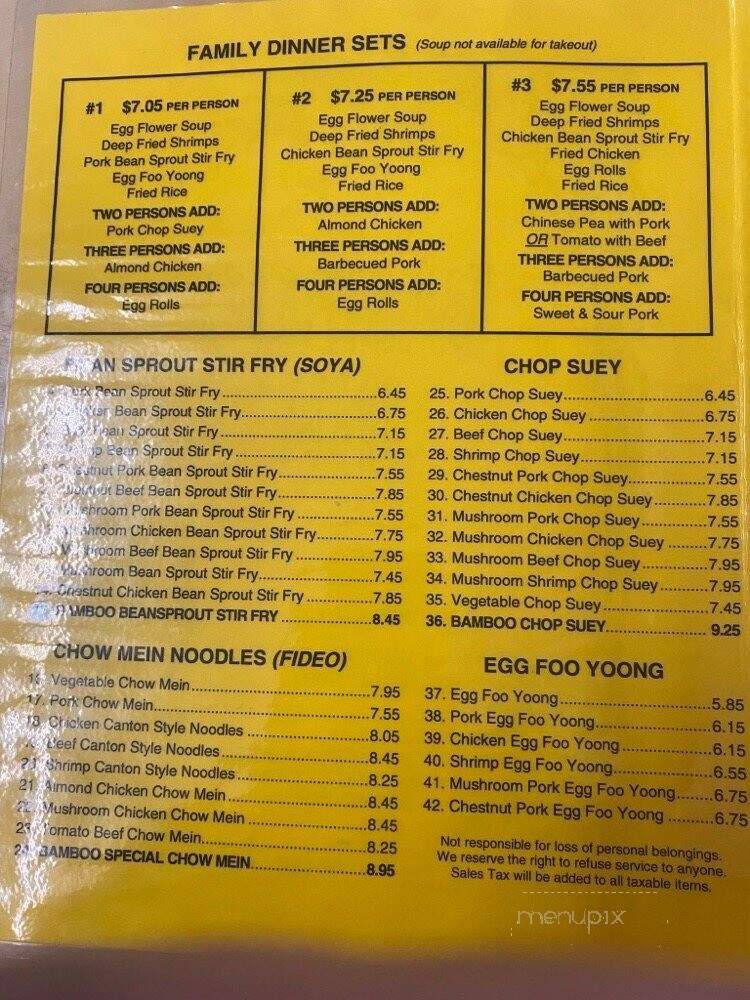 FAMILY DINNER SETS (Soup not available for takeout)
#1 $7.05 PER PERSON
Egg Flower Soup
Deep Fried Shrimps
Pork Bean Sprout Stir Fry
Egg Foo Yoong
Fried Rice
TWO PERSONS ADD:
Pork Chop Suey
THREE PERSONS ADD:
Almond Chicken
FOUR PERSONS ADD:
Egg Rolls
#2 $7.25 PER PERSON
Egg Flower Soup
Deep Fried Shrimps
Chicken Bean Sprout Stir Fry
Egg Foo Yoong
Fried Rice
TWO PERSONS ADD:
Almond Chicken
THREE PERSONS ADD:
Barbecued Pork
FOUR PERSONS ADD:
Egg Rolls
#3 $7.55 PER PERSON
Egg Flower Soup
Deep Fried Shrimps
Chicken Bean Sprout Stir Fry
Fried Chicken
Egg Rolls
Fried Rice
TWO PERSONS ADD:
Chinese Pea with Pork
OR Tomato with Beef
THREE PERSONS ADD:
Barbecued Pork
FOUR PERSONS ADD:
Sweet & Sour Pork
BEAN SPROUT STIR FRY (SOYA)
Pork Bean Sprout Stir Fry 6.45
Chicken Bean Sprout Stir Fry 6.75
Bean Sprout Stir Fry 7.15
Bean Sprout Stir Fry 7.15
Chestnut Pork Bean Sprout Stir Fry 7.55
Chestnut Beef Bean Sprout Stir Fry 7.85
Mushroom Pork Bean Sprout Stir Fry 7.55
Mushroom Chicken Bean Sprout Stir Fry 7.75
Mushroom Beef Bean Sprout Stir Fry 7.95
Mushroom Bean Sprout Stir Fry 7.45
Chestnut Chicken Bean Sprout Stir Fry 7.85
BAMBOO BEANSPROUT STIR FRY 8.45
CHOW MEIN NOODLES (FIDEO)
16. Vegetable Chow Mein 7.95
17. Pork Chow Mein 7.55
18. Chicken Canton Style Noodles 8.05
Beef Canton Style Noodles 8.45
Shrimp Canton Style Noodles 8.25
21. Almond Chicken Chow Mein 8.45
22. Mushroom Chicken Chow Mein 8.45
23. Tomato Beef Chow Mein 8.25
24. BAMBOO SPECIAL CHOW MEIN 8.95
CHOP SUEY
25. Pork Chop Suey 6.45
26. Chicken Chop Suey 6.75
27. Beef Chop Suey 7.15
28. Shrimp Chop Suey 7.15
29. Chestnut Pork Chop Suey 7.55
30. Chestnut Chicken Chop Suey 7.85
31. Mushroom Pork Chop Suey 7.55
32. Mushroom Chicken Chop Suey 7.75
33. Mushroom Beef Chop Suey 7.95
34. Mushroom Shrimp Chop Suey 7.95
35. Vegetable Chop Suey 7.45
36. BAMBOO CHOP SUEY 9.25
EGG FOO YOONG
37. Egg Foo Yoong 5.85
38. Pork Egg Foo Yoong 6.15
39. Chicken Egg Foo Yoong 6.15
40. Shrimp Egg Foo Yoong 6.55
41. Mushroom Pork Egg Foo Yoong 6.75
42. Chestnut Pork Egg Foo Yoong 6.75
Not responsible for loss of personal belongings.
We reserve the right to refuse service to anyone.
Sales Tax will be added to all taxable items.
menupix